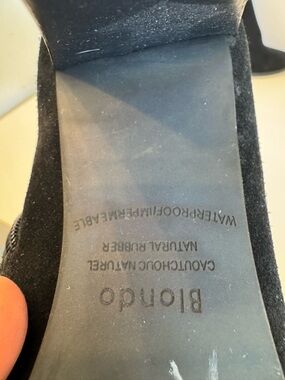 Blondo
CAOUTCHOUC NATUREL
NATURAL RUBBER
WATERPROOF/IMPERMEABLE